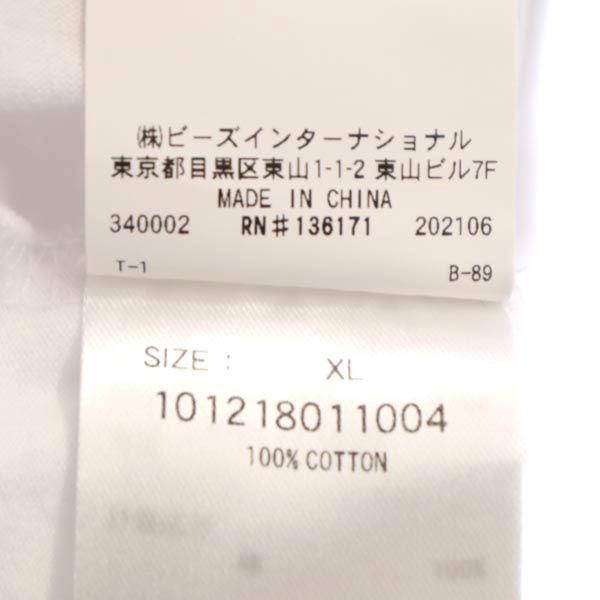 ㈱ビーズインターナショナル
東京都目黒区東山1-1-2 東山ビル7F
MADE IN CHINA
340002 RN#136171 202106
T-1 B-89
SIZE : XL
101218011004
100% COTTON